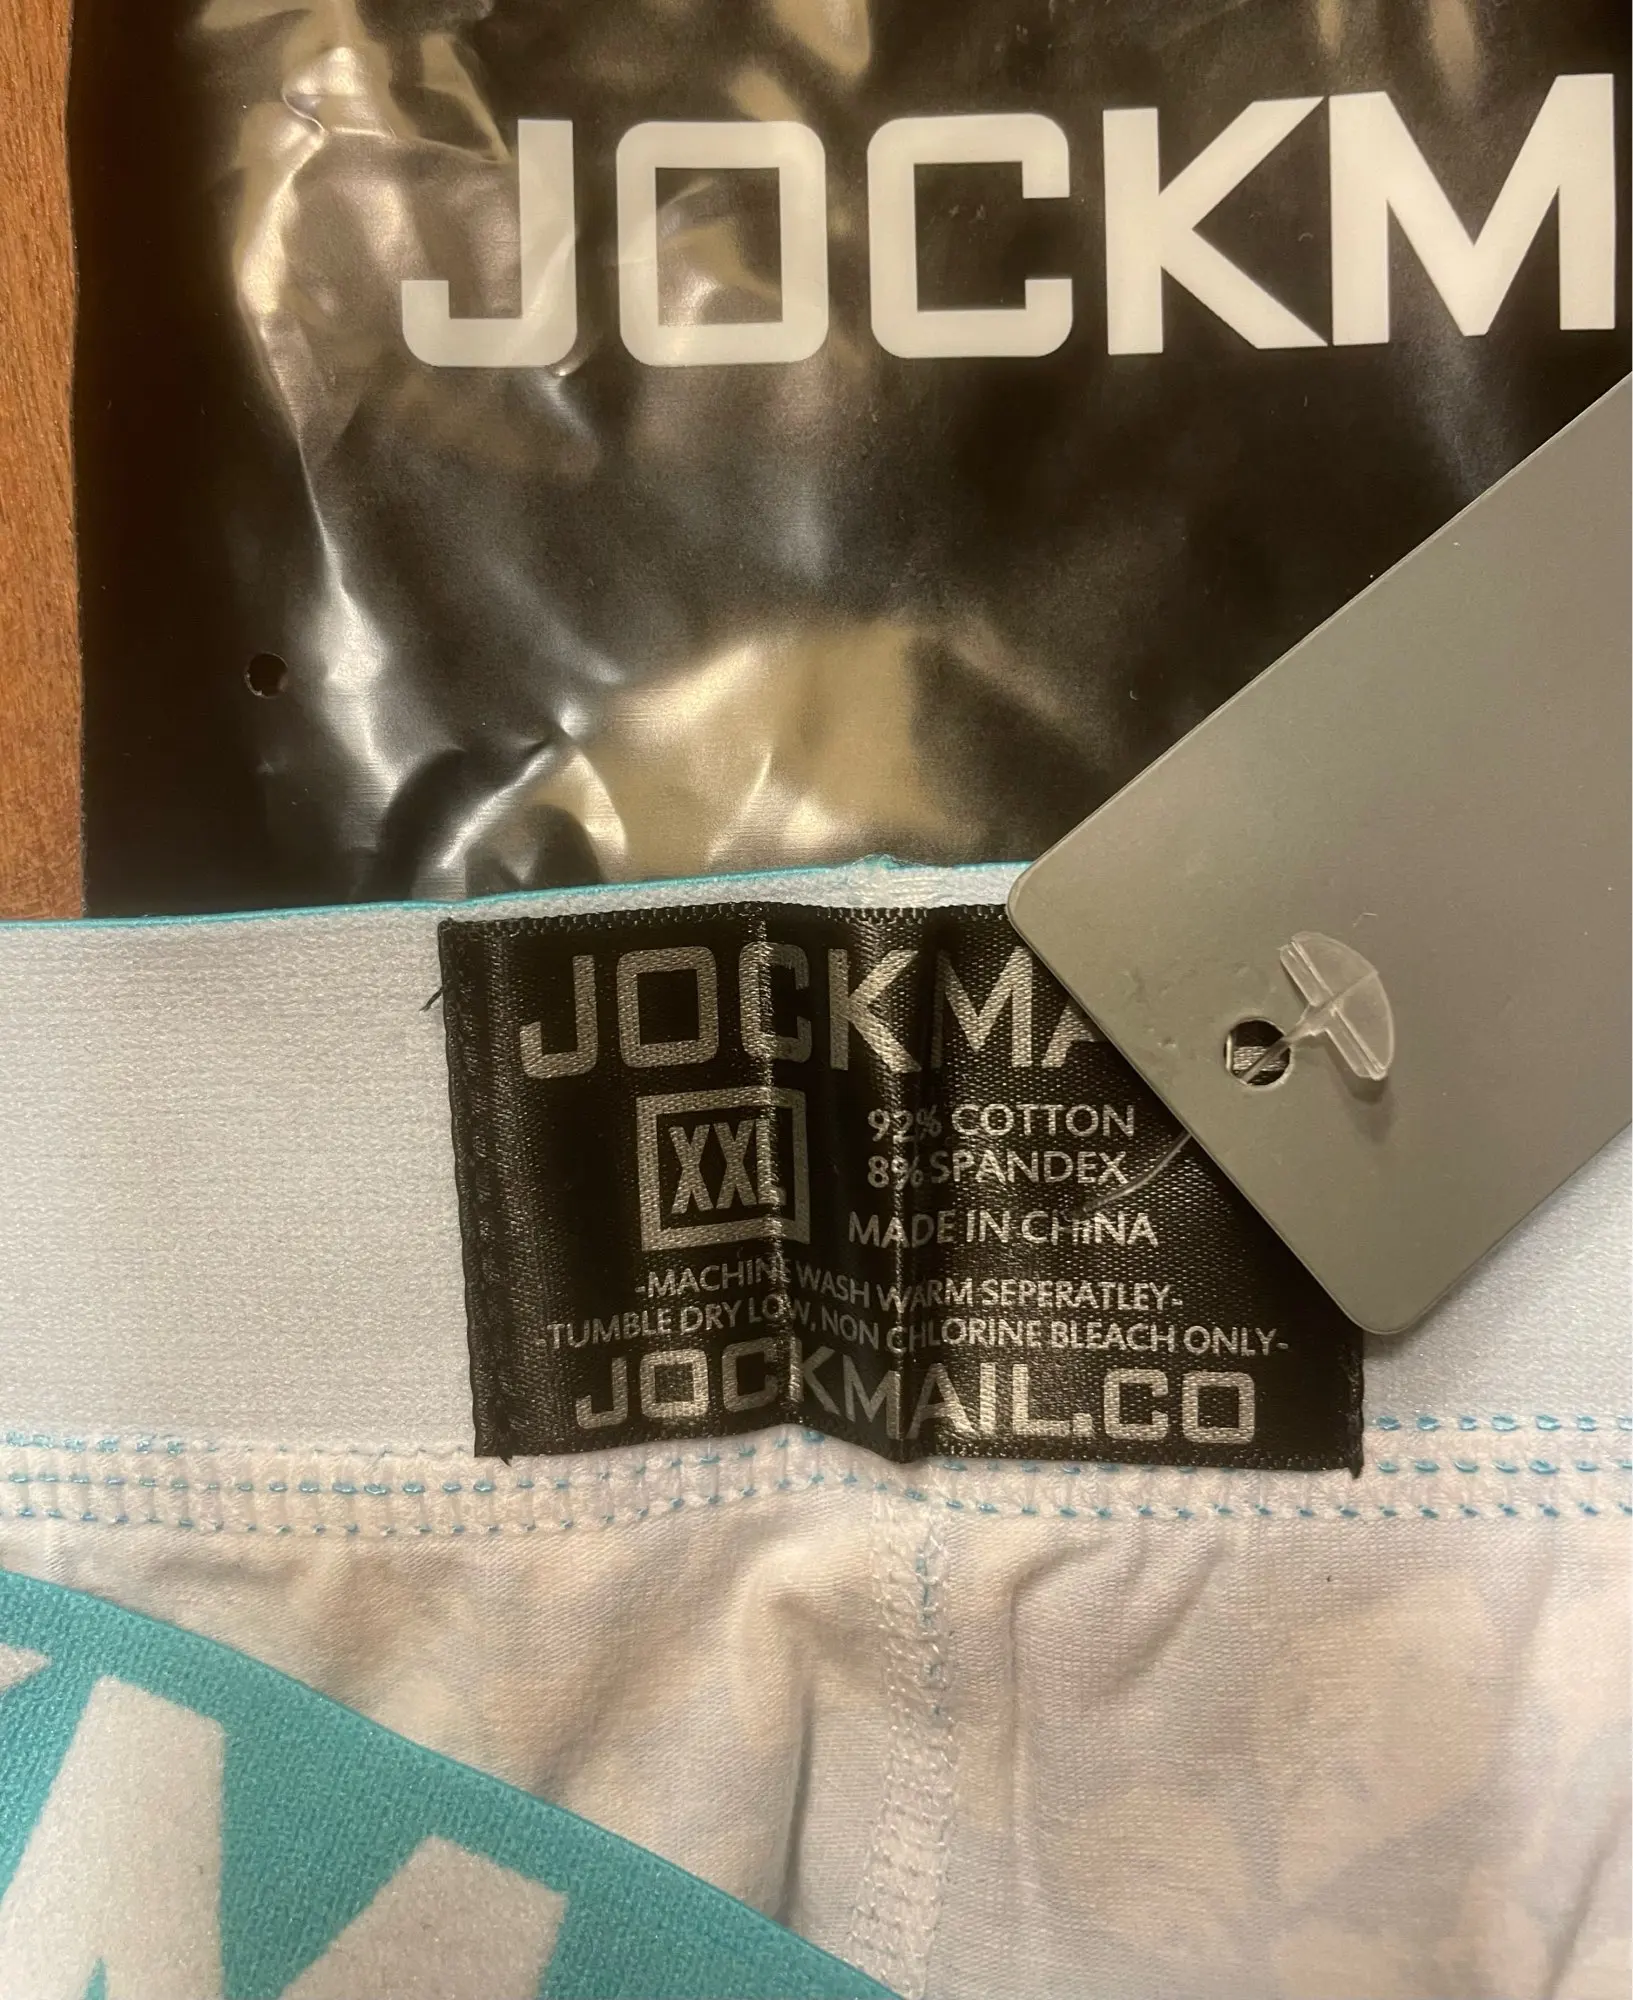 JOCKM
JOCKMA
XXL
92% COTTON
8% SPANDEX
MADE IN CHINA
-MACHINE WASH WARM SEPERATLEY-
-TUMBLE DRY LOW, NON CHLORINE BLEACH ONLY-
JOCKMAIL.CO